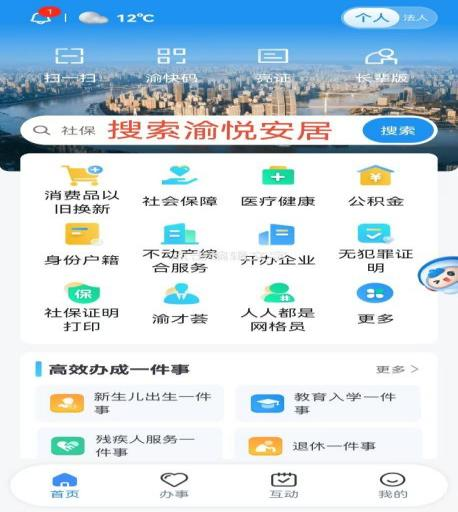 1
12℃
个人 法人
扫一扫 渝快码 亮证 长辈版
社保 搜索渝悦安居 搜索
消费品以旧换新 社会保障 医疗健康 公积金
身份户籍 不动产综合服务 开办企业 无犯罪证明
保
社保证明打印 渝才荟 人人都是网格员 更多
高效办成一件事 更多 >
新生儿出生一件事 教育入学一件事
残疾人服务一件事 退休一件事
首页 办事 互动 我的